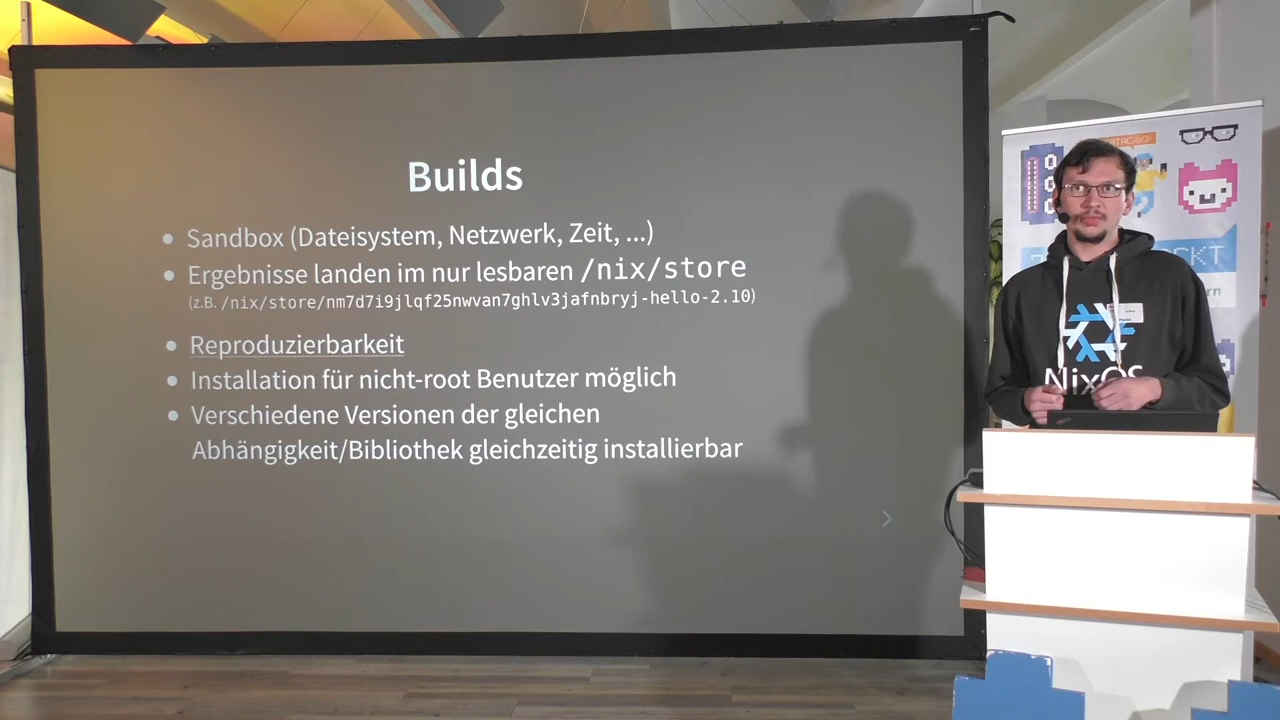 Builds
Sandbox (Dateisystem, Netzwerk, Zeit, ...)
Ergebnisse landen im nur lesbaren /nix/store
(z.B. /nix/store/nm7d7i9jlqf25nwvan7ghlv3jafnbryj-hello-2.10)
Reproduzierbarkeit
Installation für nicht-root Benutzer möglich
Verschiedene Versionen der gleichen
Abhängigkeit/Bibliothek gleichzeitig installierbar
NixOS